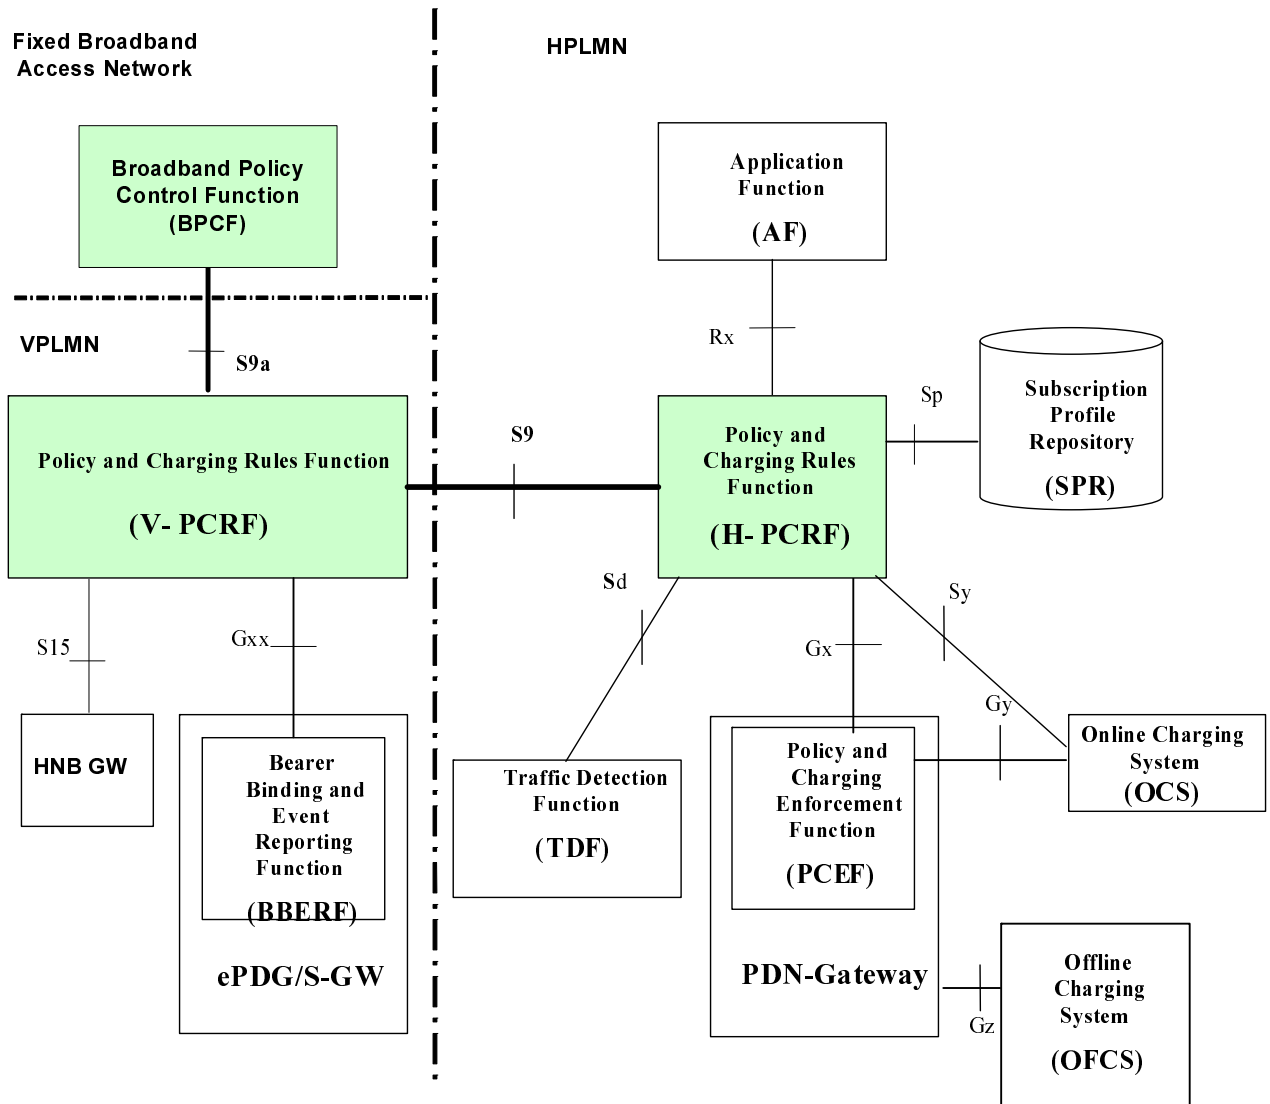 Fixed Broadband
Access Network
HPLMN
Broadband Policy
Control Function
(BPCF)
Application
Function
(AF)
Rx
VPLMN
S9a
Subscription
Profile
Repository
(SPR)
Sp
Policy and Charging Rules Function
(V- PCRF)
S9
Policy and
Charging Rules
Function
(H- PCRF)
S15
Gxx
Sd
Gx
Sy
Gy
HNB GW
Bearer
Binding and
Event
Reporting
Function
(BBERF)
ePDG/S-GW
Traffic Detection
Function
(TDF)
Policy and
Charging
Enforcement
Function
(PCEF)
PDN-Gateway
Online Charging
System
(OCS)
Gz
Offline
Charging
System
(OFCS)